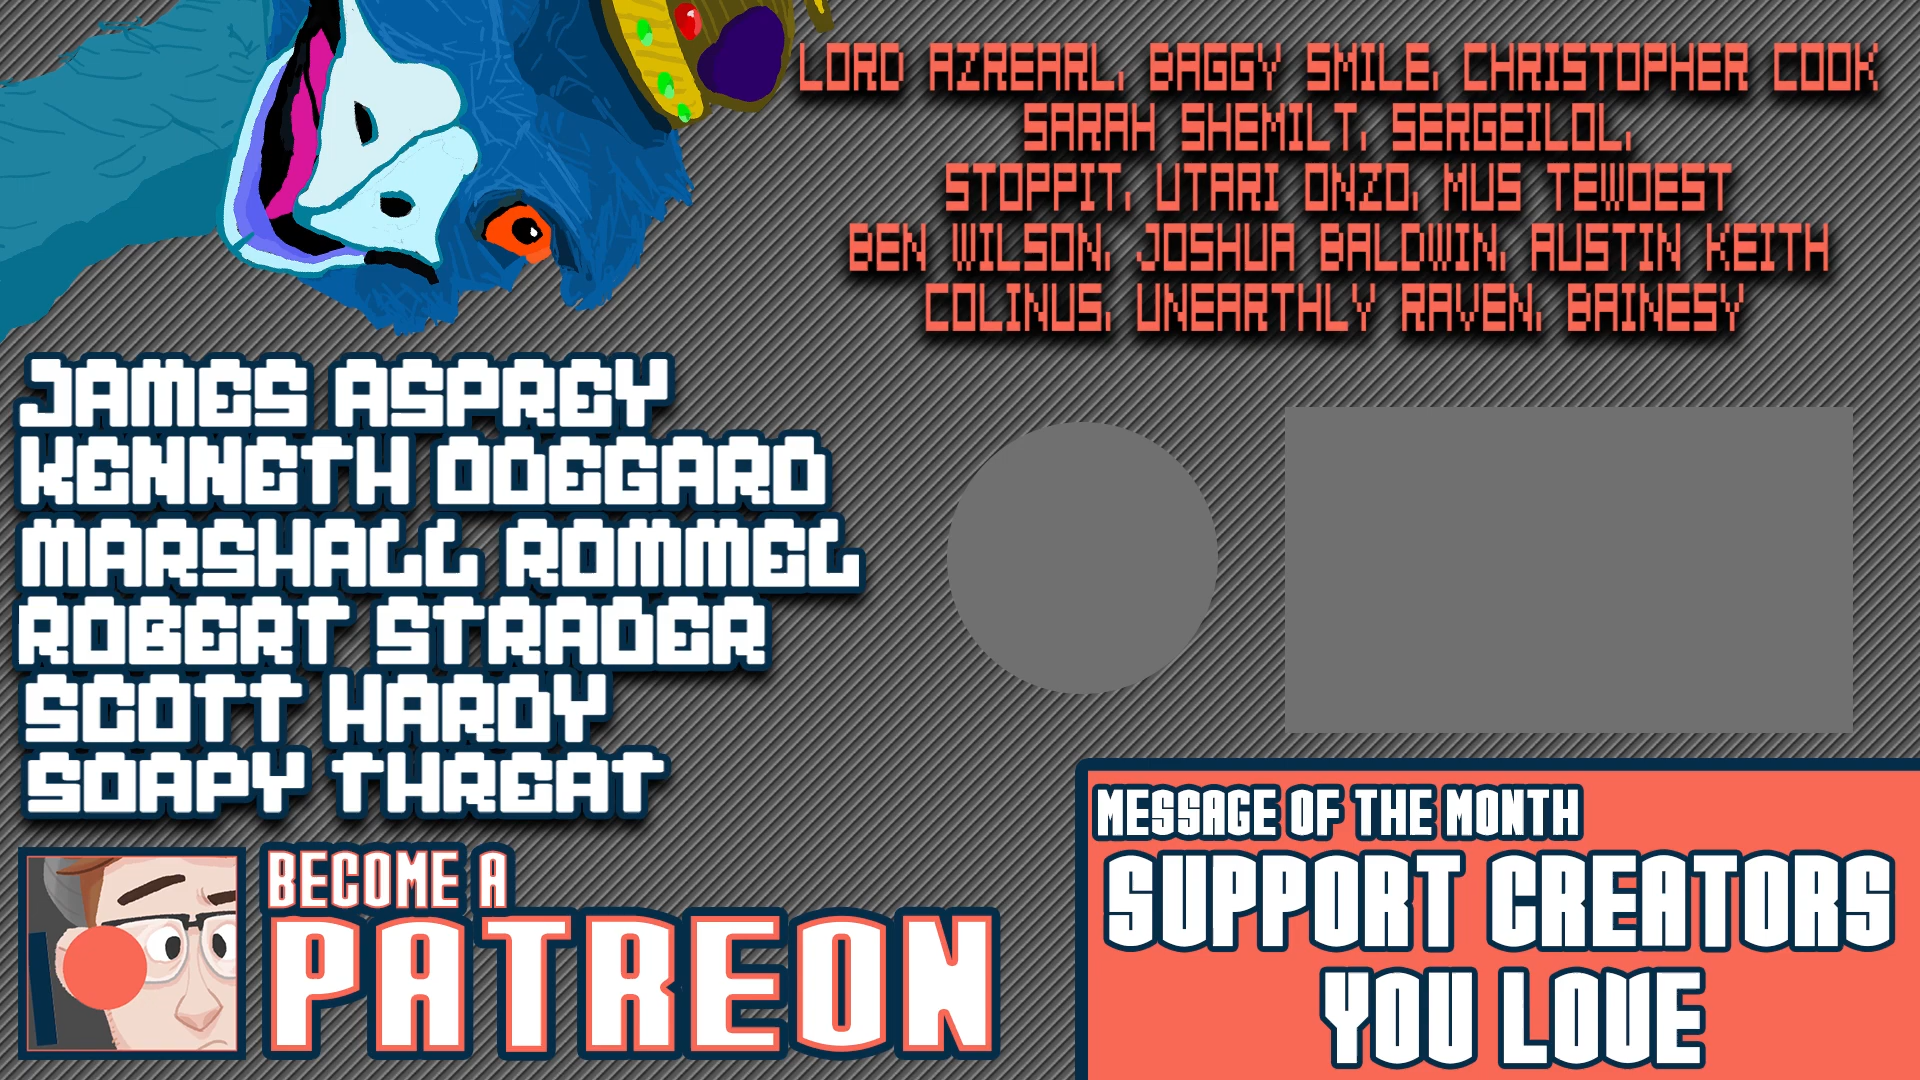 LORD AZREARL, BAGGY SMILE, CHRISTOPHER COOK
SARAH SHEMILT, SERGEILOL,
STOPPIT, UTARI ONZO, MUS TEWOEST
BEN WILSON, JOSHUA BALDWIN, AUSTIN KEITH
COLINUS, UNEARTHLY RAVEN, BAINESY
JAMES ASPREY
KENNETH ODEGARD
MARSHALL ROMMEL
ROBERT STRADER
SCOTT HARDY
SOAPY THREAT
BECOME A
PATREON
MESSAGE OF THE MONTH
SUPPORT CREATORS
YOU LOVE